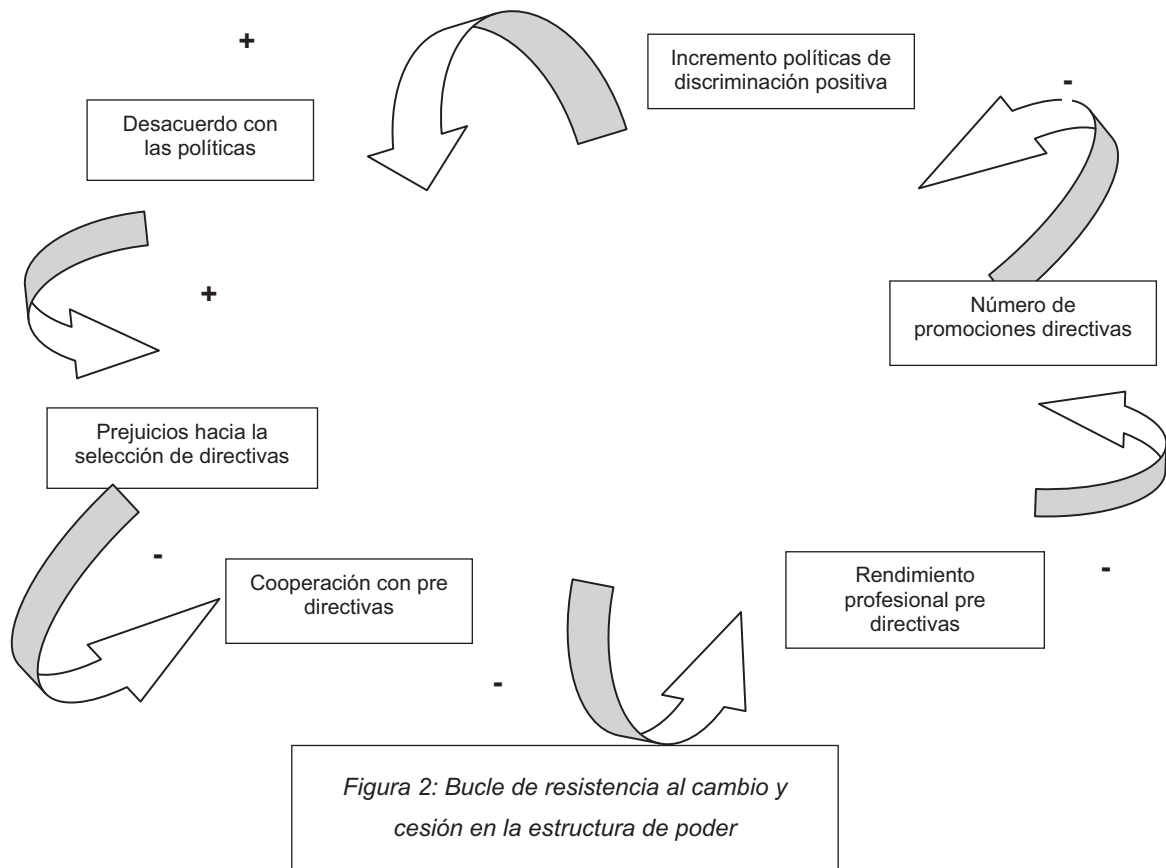 +
Incremento políticas de
discriminación positiva
-
Desacuerdo con
las políticas
+
Número de
promociones directivas
Prejuicios hacia la
selección de directivas
-
Cooperación con pre
directivas
Rendimiento
profesional pre
directivas
-
-
Figura 2: Bucle de resistencia al cambio y
cesión en la estructura de poder